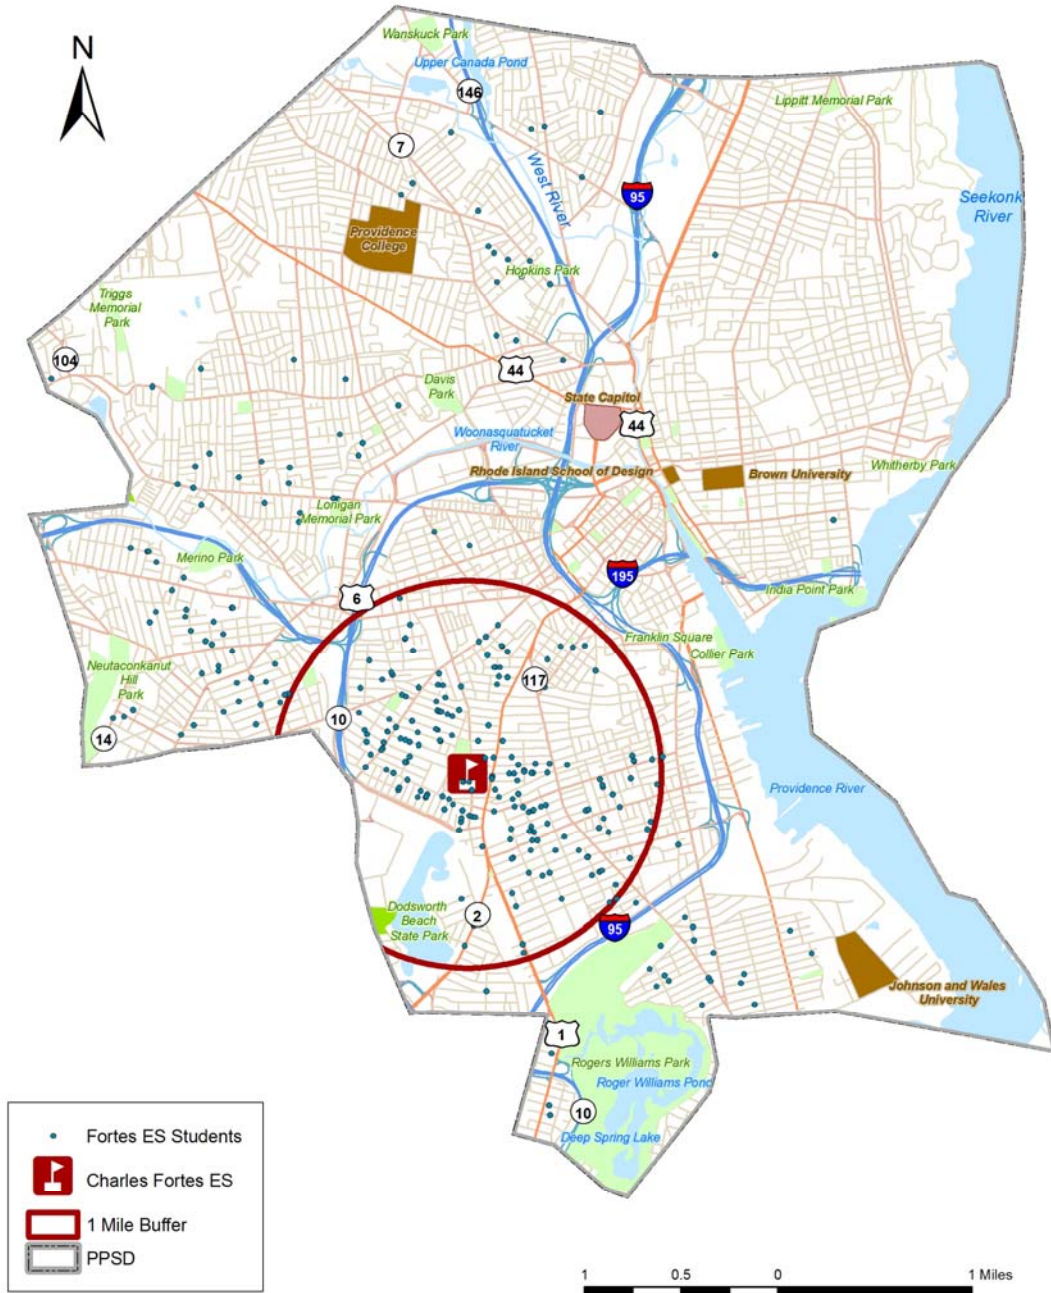 N
Wanskuck Park
Upper Canada Pond
146
Lippitt Memorial Park
7
West River
95
Seekonk
River
Providence
College
Hopkins Park
Triggs
Memorial
Park
104
44
Davis
Park
State Capitol
44
Woonasquatucket
River
Rhode Island School of Design
Brown University
Whitherby Park
Lonigan
Memorial Park
Merino Park
195
6
India Point Park
Franklin Square
Collier Park
Neutaconkanut
Hill
Park
117
10
14
Providence River
Dodsworth
Beach
State Park
2
95
Johnson and Wales
University
1
Rogers Williams Park
Roger Williams Pond
10
Deep Spring Lake
Fortes ES Students
Charles Fortes ES
1 Mile Buffer
PPSD
1 0.5 0 1 Miles